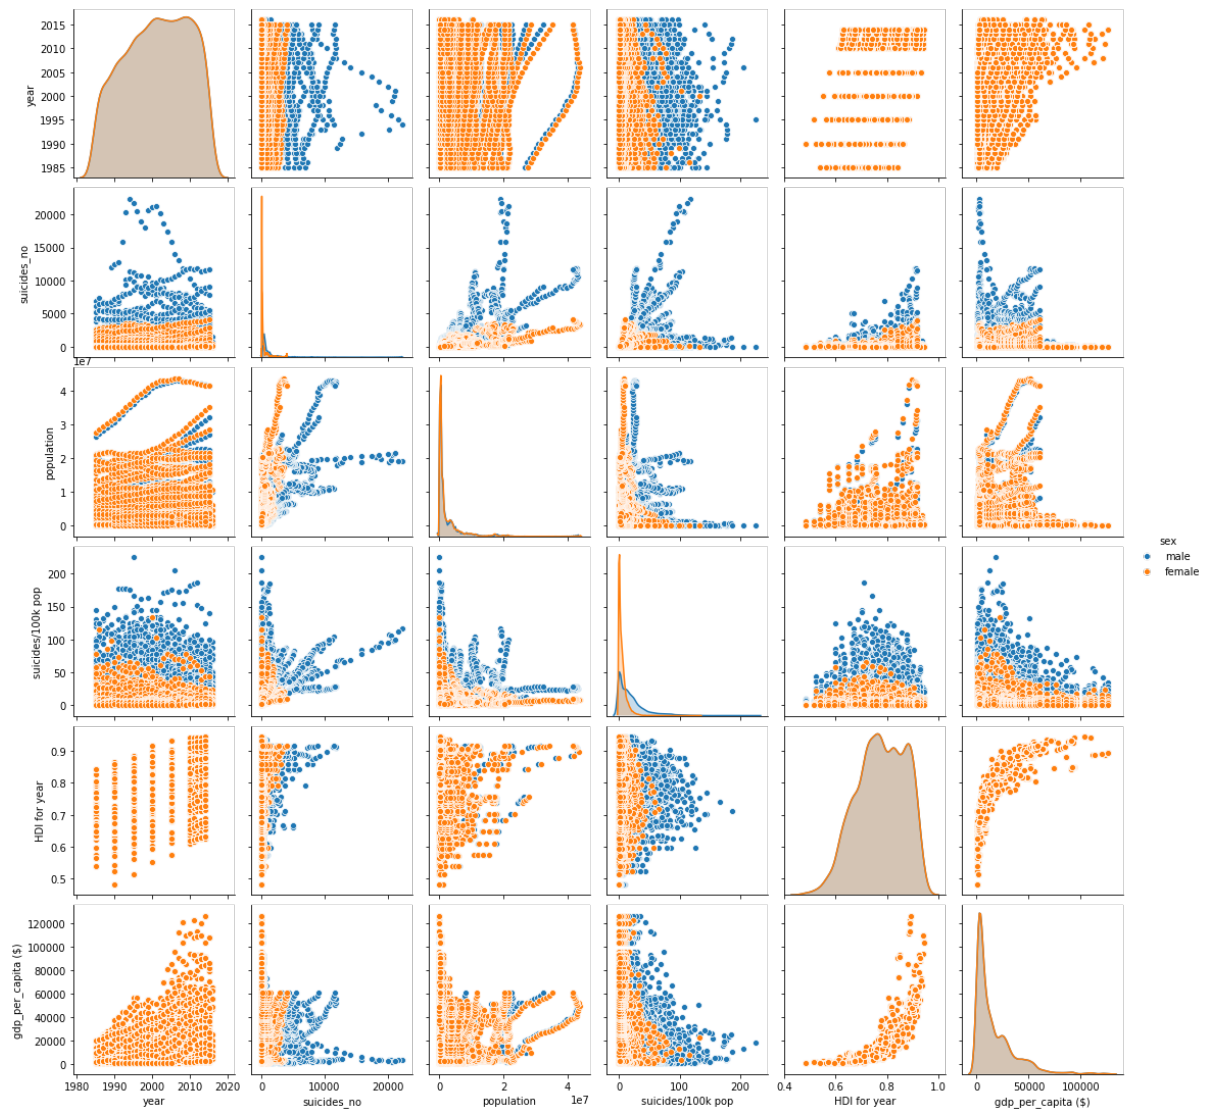 2015
2010
2005
2000
1995
1990
1985
year
20000
15000
10000
5000
0
suicides_no
1e7
4
3
2
1
0
population
200
150
100
50
0
suicides/100k pop
sex
male
female
0.9
0.8
0.7
0.6
0.5
HDI for year
120000
100000
80000
60000
40000
20000
0
gdp_per_capita ($)
1980 1990 2000 2010 2020
year
0 10000 20000
suicides_no
0 2 4
1e7
population
0 100 200
suicides/100k pop
0.4 0.6 0.8 1.0
HDI for year
0 50000 100000
gdp_per_capita ($)